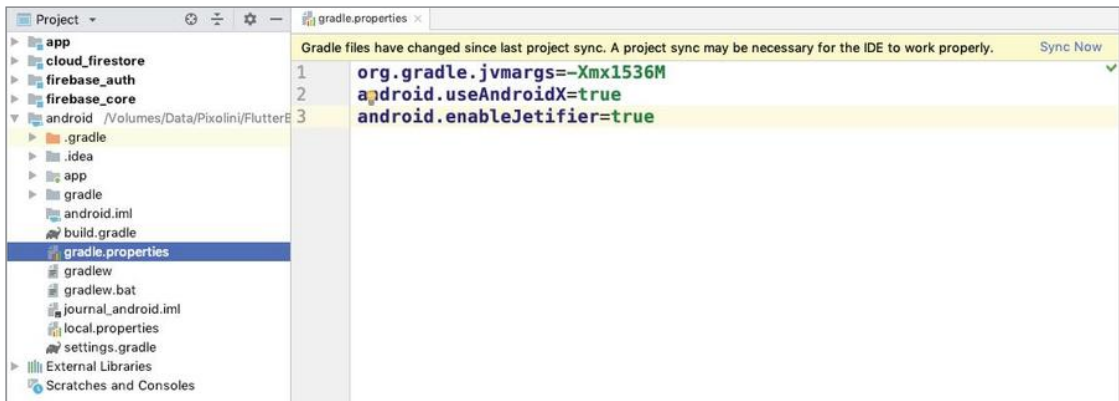 Project
app
cloud_firestore
firebase_auth
firebase_core
android /Volumes/Data/Pixolini/FlutterE
.gradle
.idea
app
gradle
android.iml
build.gradle
gradle.properties
gradlew
gradlew.bat
journal_android.iml
local.properties
settings.gradle
External Libraries
Scratches and Consoles
gradle.properties
Gradle files have changed since last project sync. A project sync may be necessary for the IDE to work properly. Sync Now
1 org.gradle.jvmargs=-Xmx1536M
2 android.useAndroidX=true
3 android.enableJetifier=true